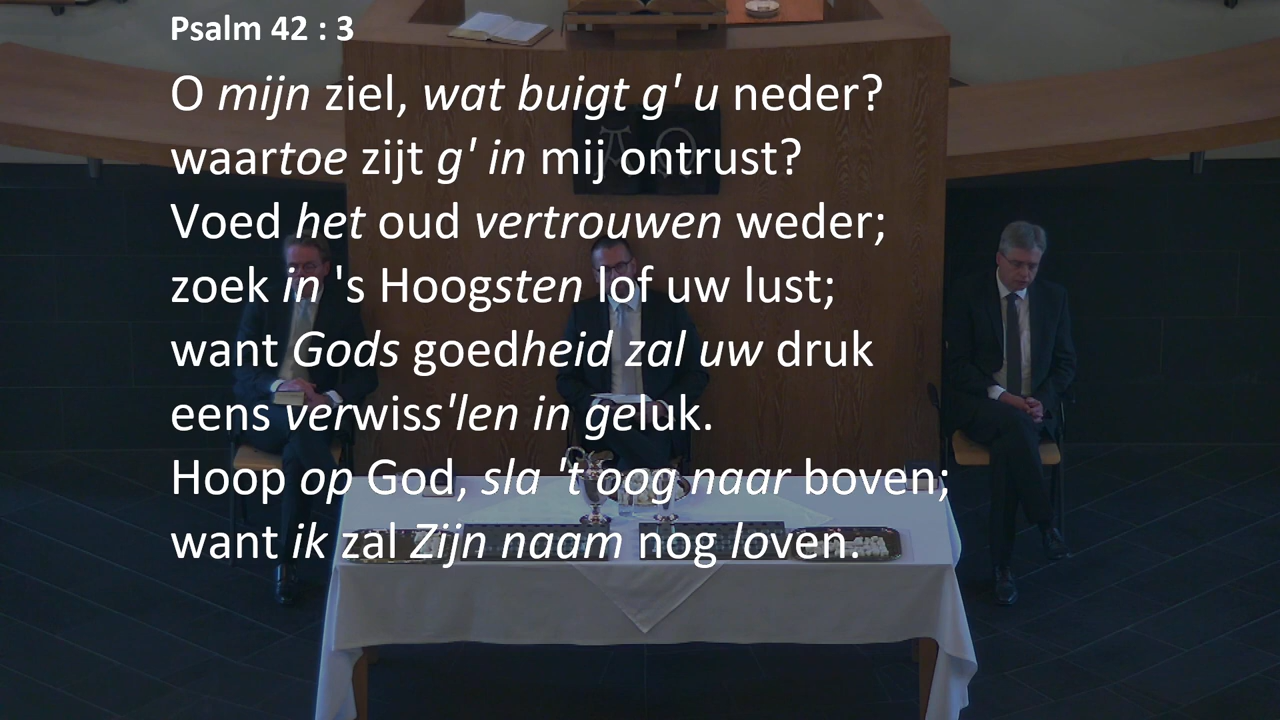 Psalm 42 : 3
O mijn ziel, wat buigt g' u neder?
waartoe zijt g' in mij ontrust?
Voed het oud vertrouwen weder;
zoek in 's Hoogsten lof uw lust;
want Gods goedheid zal uw druk
eens verwiss'len in geluk.
Hoop op God, sla 't oog naar boven;
want ik zal Zijn naam nog loven.
Α Ω